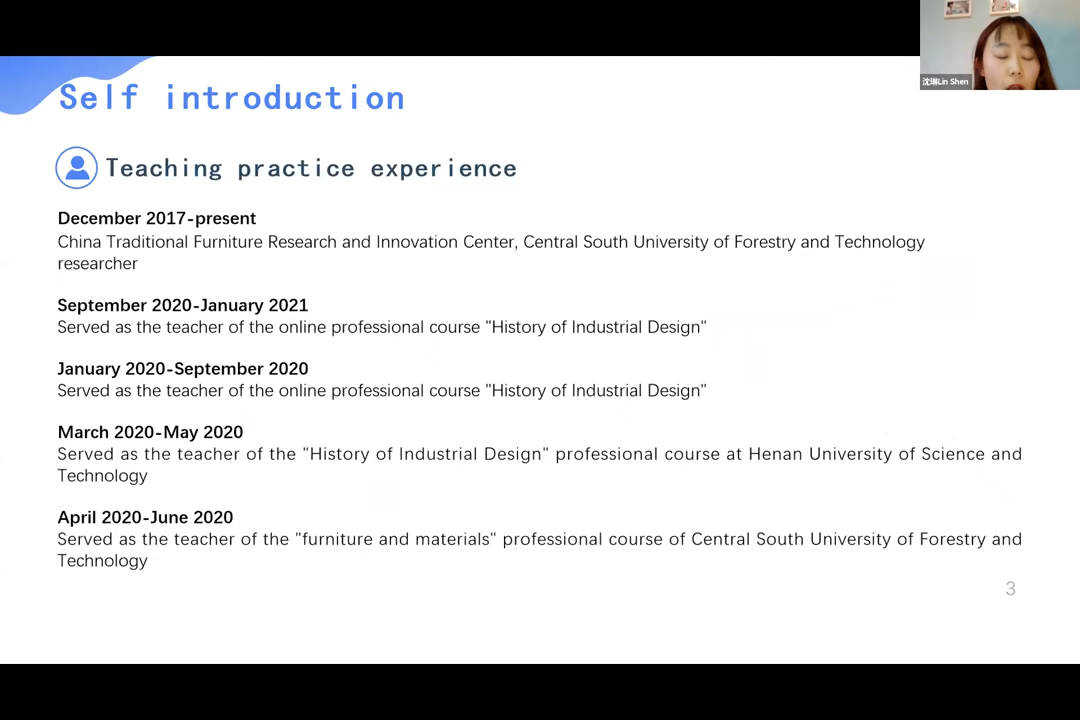 Self introduction
Teaching practice experience
December 2017-present
China Traditional Furniture Research and Innovation Center, Central South University of Forestry and Technology
researcher
September 2020-January 2021
Served as the teacher of the online professional course "History of Industrial Design"
January 2020-September 2020
Served as the teacher of the online professional course "History of Industrial Design"
March 2020-May 2020
Served as the teacher of the "History of Industrial Design" professional course at Henan University of Science and
Technology
April 2020-June 2020
Served as the teacher of the "furniture and materials" professional course of Central South University of Forestry and
Technology
3
沈琳Lin Shen